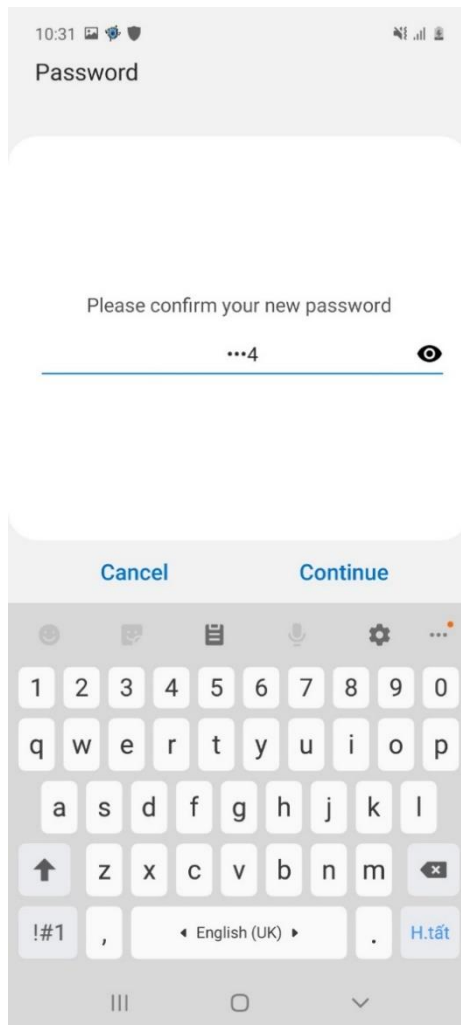 10:31
Password
Please confirm your new password
•••4
Cancel Continue
1 2 3 4 5 6 7 8 9 0
q w e r t y u i o p
a s d f g h j k l
z x c v b n m
!#1 , English (UK) . H.tất